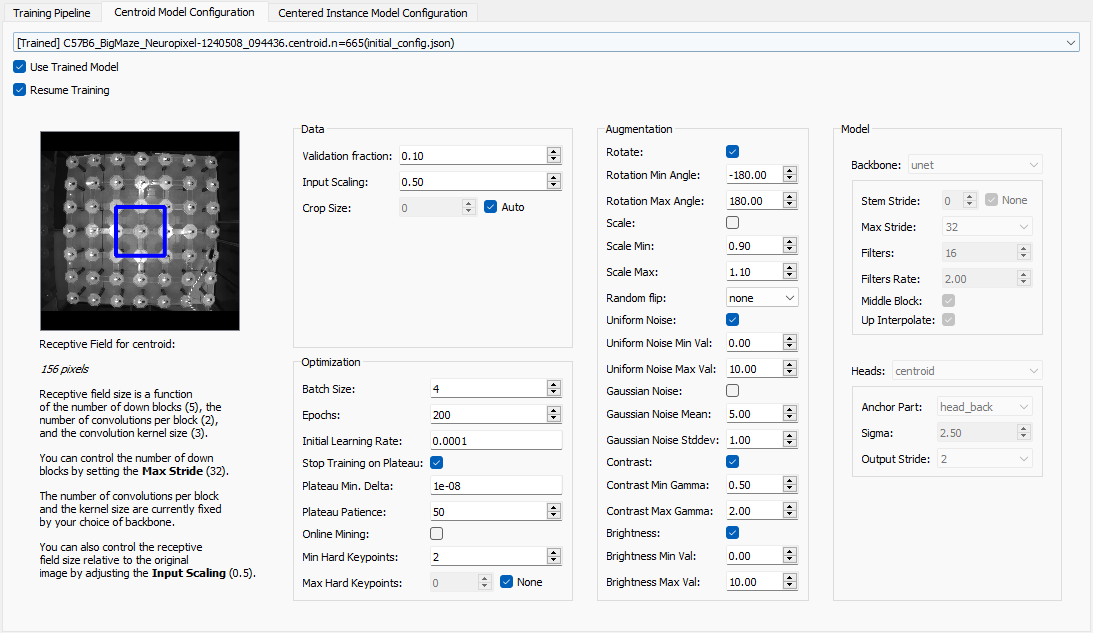 Training Pipeline
Centroid Model Configuration
Centered Instance Model Configuration
[Trained] C57B6_BigMaze_Neuropixel-1240508_094436.centroid.n=665(initial_config.json)
Use Trained Model
Resume Training
Receptive Field for centroid:
156 pixels
Receptive field size is a function
of the number of down blocks (5), the
number of convolutions per block (2),
and the convolution kernel size (3).
You can control the number of down
blocks by setting the Max Stride (32).
The number of convolutions per block
and the kernel size are currently fixed
by your choice of backbone.
You can also control the receptive
field size relative to the original
image by adjusting the Input Scaling (0.5).
Data
Validation fraction: 0.10
Input Scaling: 0.50
Crop Size: 0 Auto
Optimization
Batch Size: 4
Epochs: 200
Initial Learning Rate: 0.0001
Stop Training on Plateau:
Plateau Min. Delta: 1e-08
Plateau Patience: 50
Online Mining:
Min Hard Keypoints: 2
Max Hard Keypoints: 0 None
Augmentation
Rotate:
Rotation Min Angle: -180.00
Rotation Max Angle: 180.00
Scale:
Scale Min: 0.90
Scale Max: 1.10
Random flip: none
Uniform Noise:
Uniform Noise Min Val: 0.00
Uniform Noise Max Val: 10.00
Gaussian Noise:
Gaussian Noise Mean: 5.00
Gaussian Noise Stddev: 1.00
Contrast:
Contrast Min Gamma: 0.50
Contrast Max Gamma: 2.00
Brightness:
Brightness Min Val: 0.00
Brightness Max Val: 10.00
Model
Backbone: unet
Stem Stride: 0 None
Max Stride: 32
Filters: 16
Filters Rate: 2.00
Middle Block:
Up Interpolate:
Heads: centroid
Anchor Part: head_back
Sigma: 2.50
Output Stride: 2